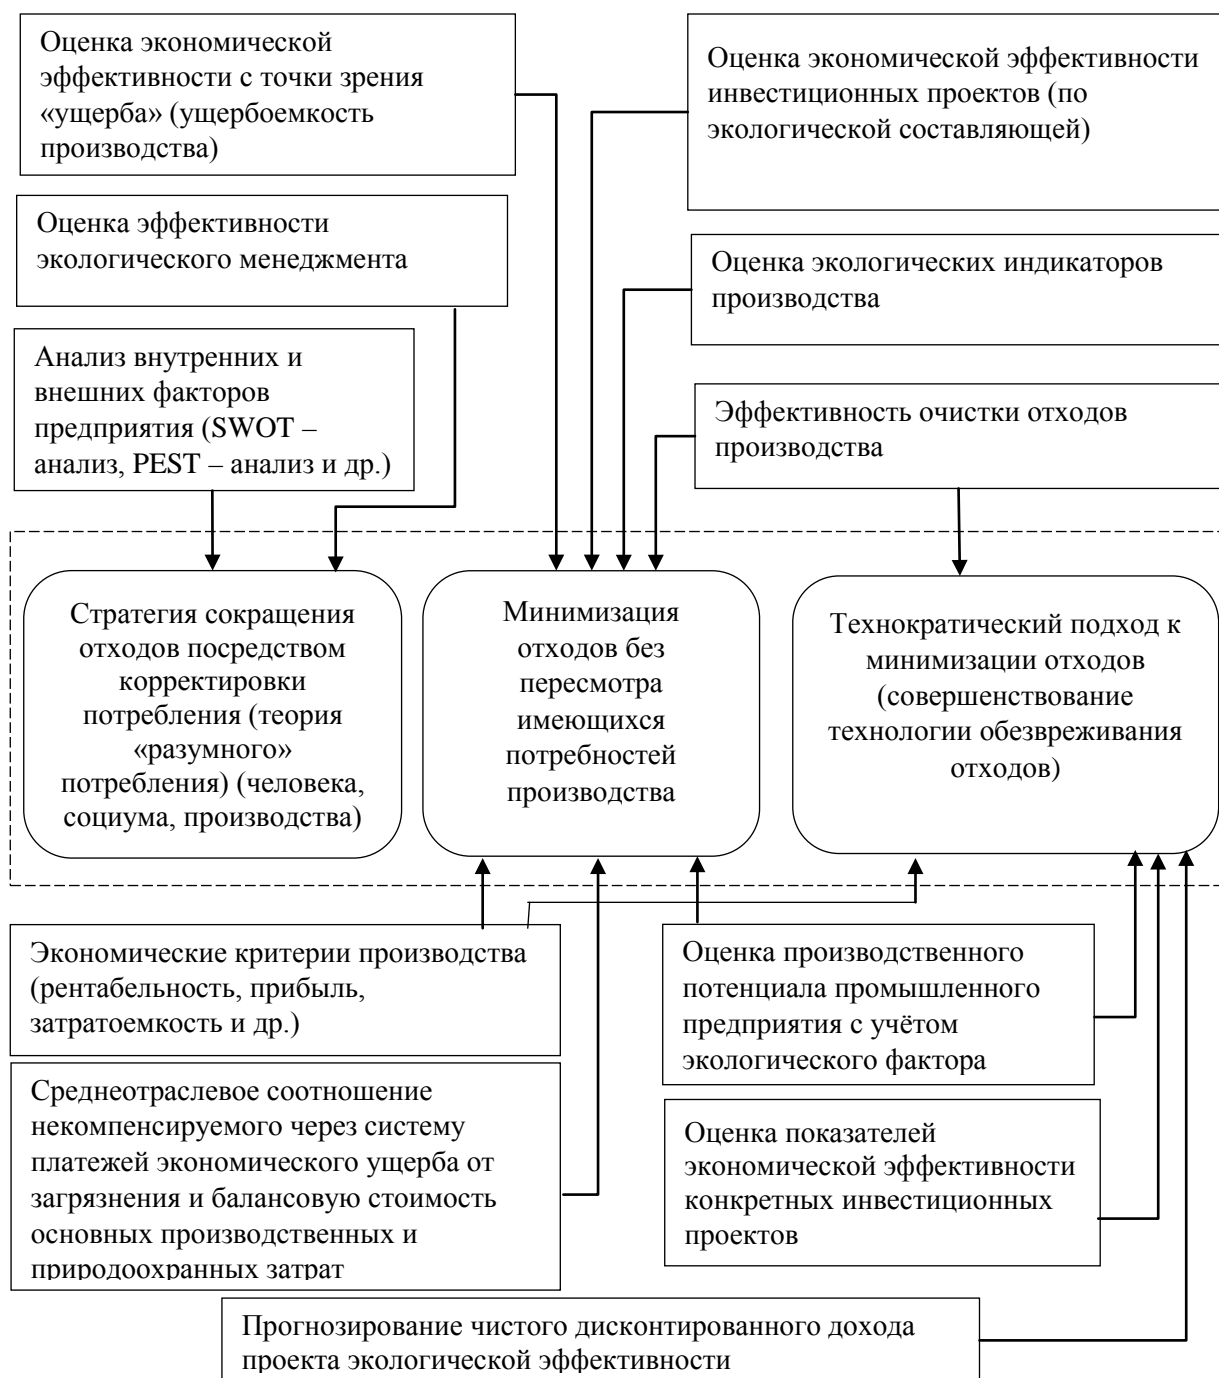 Оценка экономической
эффективности с точки зрения
«ущерба» (ущербоемкость
производства)
Оценка экономической эффективности
инвестиционных проектов (по
экологической составляющей)
Оценка эффективности
экологического менеджмента
Оценка экологических индикаторов
производства
Анализ внутренних и
внешних факторов
предприятия (SWOT –
анализ, PEST – анализ и др.)
Эффективность очистки отходов
производства
Стратегия сокращения
отходов посредством
корректировки
потребления (теория
«разумного»
потребления) (человека,
социума, производства)
Минимизация
отходов без
пересмотра
имеющихся
потребностей
производства
Технократический подход к
минимизации отходов
(совершенствование
технологии обезвреживания
отходов)
Экономические критерии производства
(рентабельность, прибыль,
затратоемкость и др.)
Оценка производственного
потенциала промышленного
предприятия с учётом
экологического фактора
Среднеотраслевое соотношение
некомпенсируемого через систему
платежей экономического ущерба от
загрязнения и балансовую стоимость
основных производственных и
природоохранных затрат
Оценка показателей
экономической эффективности
конкретных инвестиционных
проектов
Прогнозирование чистого дисконтированного дохода
проекта экологической эффективности